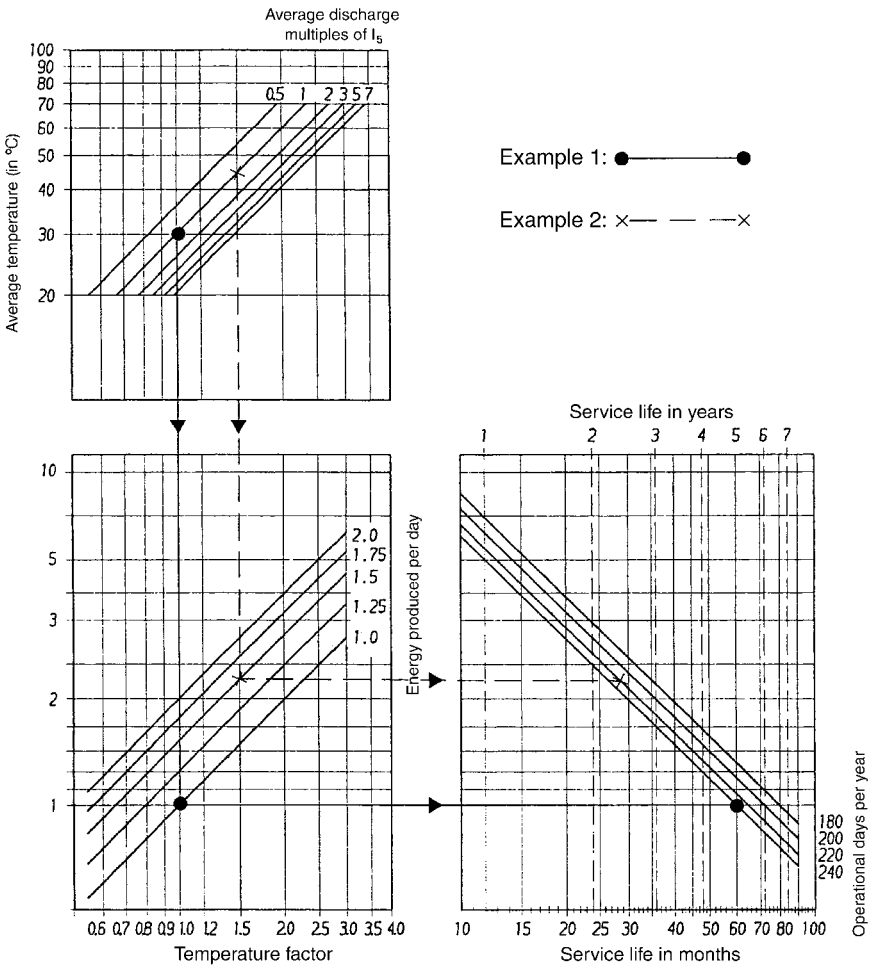 Average discharge
multiples of I5
100
90
80
70
60
50
40
30
20
0.5 1 2 3 5 7
Average temperature (in °C)
Example 1:
Example 2:
10
5
3
2
1
2.0
1.75
1.5
1.25
1.0
0.6 0.7 0.8 0.9 1.0 1.2 1.5 2.0 2.5 3.0 3.5 4.0
Temperature factor
Energy produced per day
Service life in years
1 2 3 4 5 6 7
180
200
220
240
Operational days per year
10 15 20 30 40 50 60 70 80 100
Service life in months